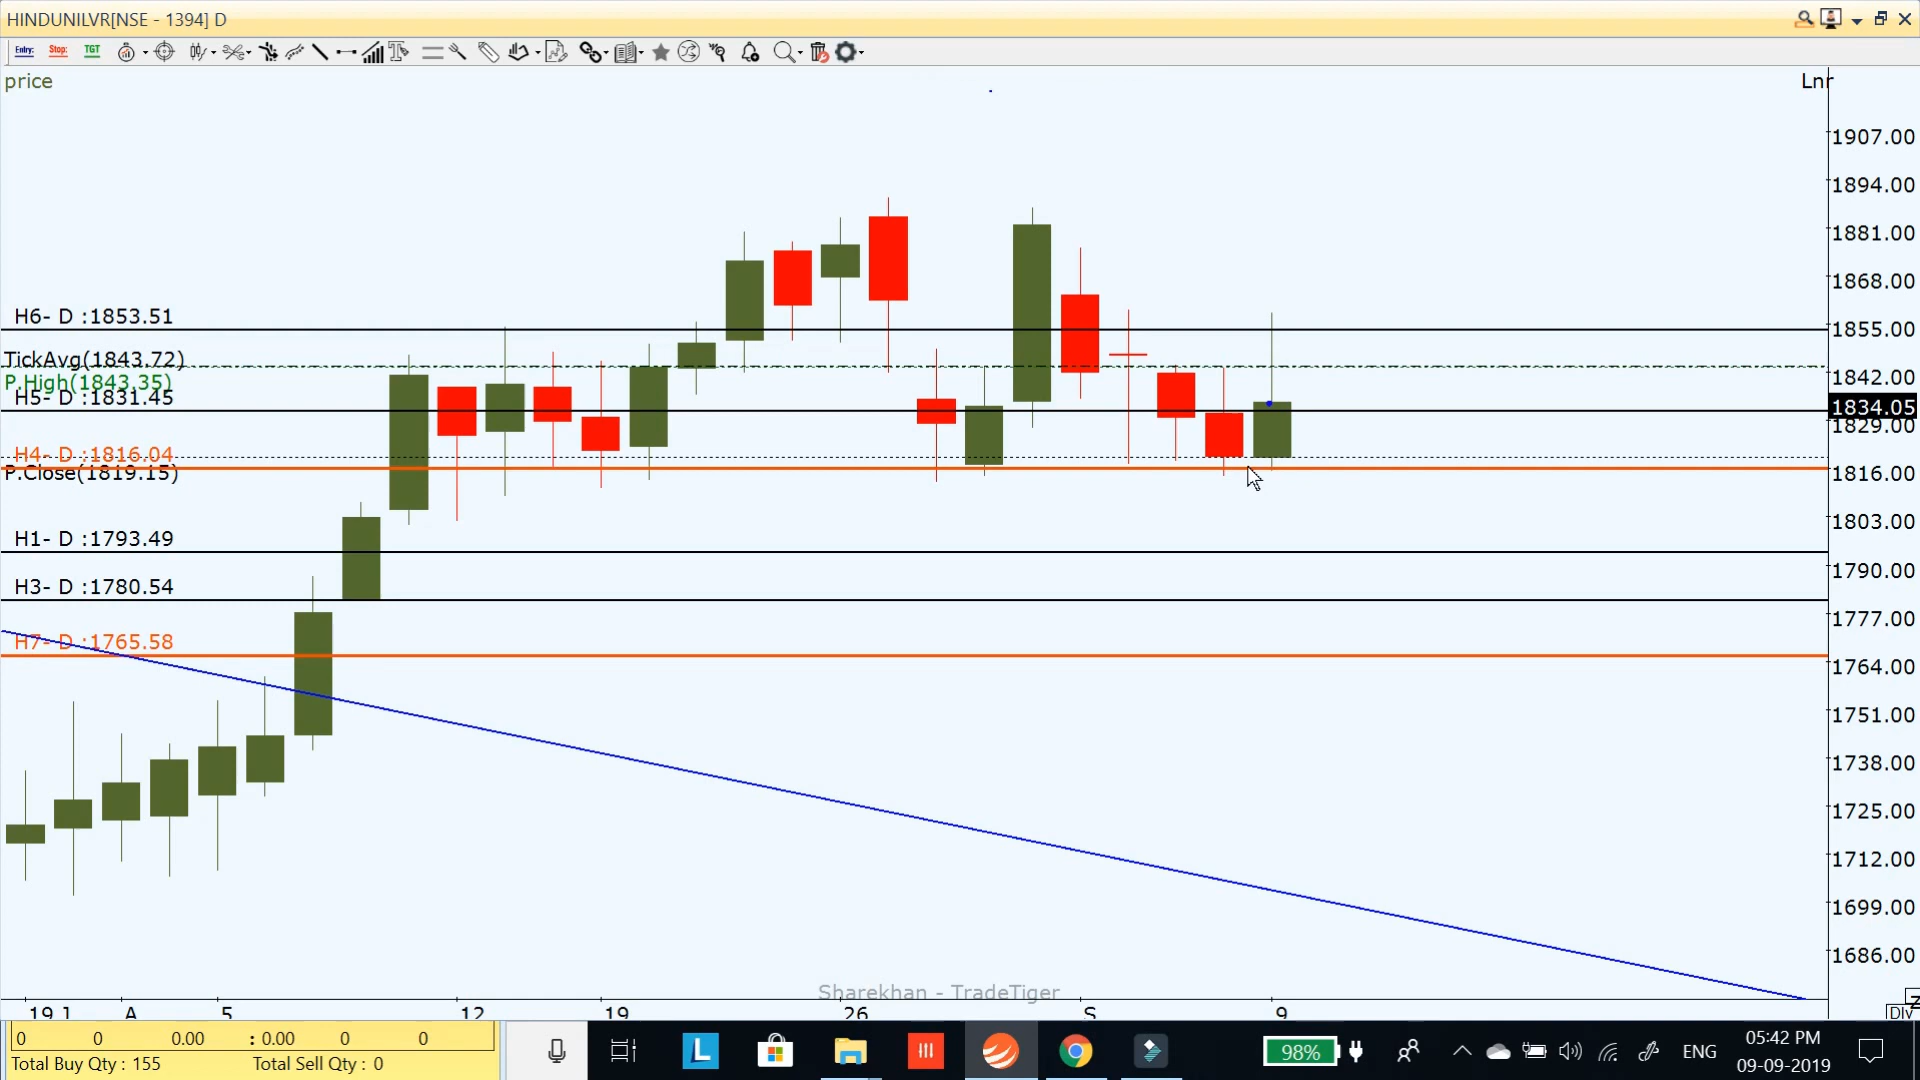 HINDUNILVR[NSE - 1394] D
Entry: Stop: TGT
price
Lnr
1907.00
1894.00
1881.00
1868.00
H6- D :1853.51
1855.00
TickAvg(1843.72)
P.High(1843.35)
1842.00
H5- D :1831.45
1834.05
1829.00
H4- D :1816.04
P.Close(1819.15)
1816.00
1803.00
H1- D :1793.49
1790.00
H3- D :1780.54
1777.00
H7- D :1765.58
1764.00
1751.00
1738.00
1725.00
1712.00
1699.00
1686.00
Sharekhan - TradeTiger
19 A 5 12 19 26 S 9
0 0 0.00 : 0.00 0 0
Total Buy Qty : 155 Total Sell Qty : 0
L
98%
ENG
05:42 PM
09-09-2019